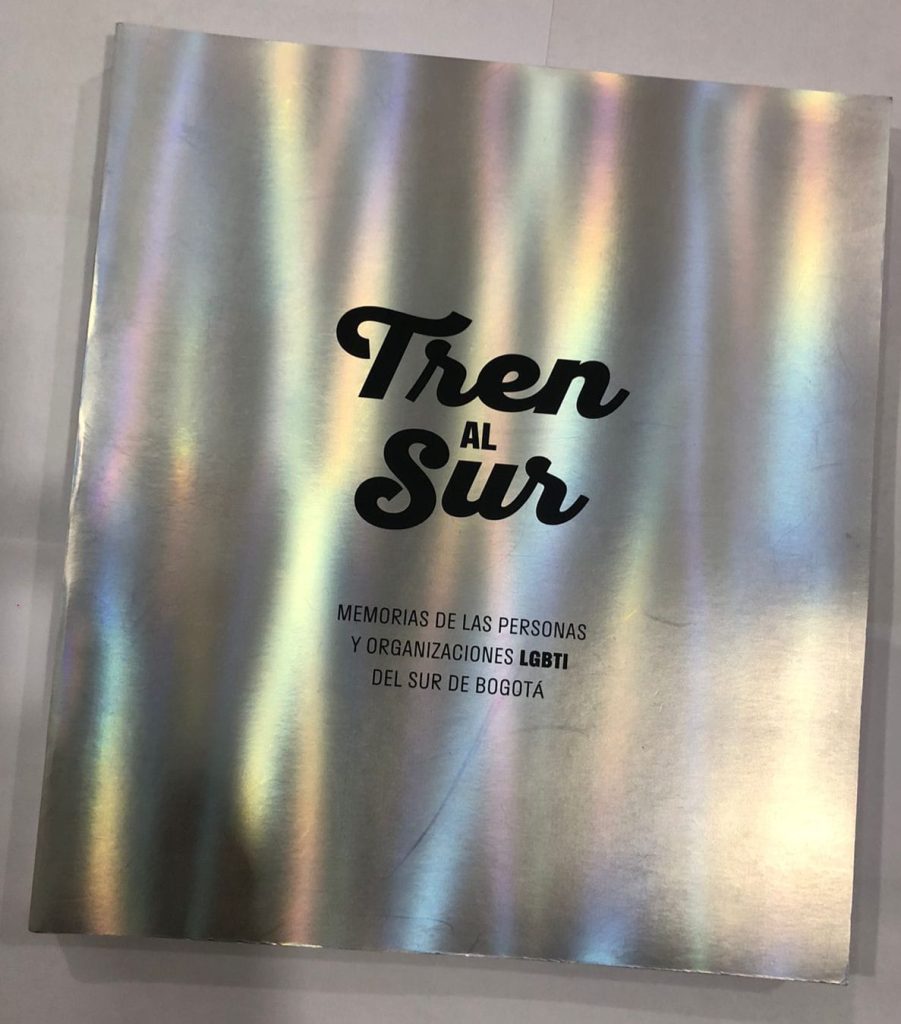 Tren
AL
Sur
MEMORIAS DE LAS PERSONAS
Y ORGANIZACIONES LGBTI
DEL SUR DE BOGOTÁ